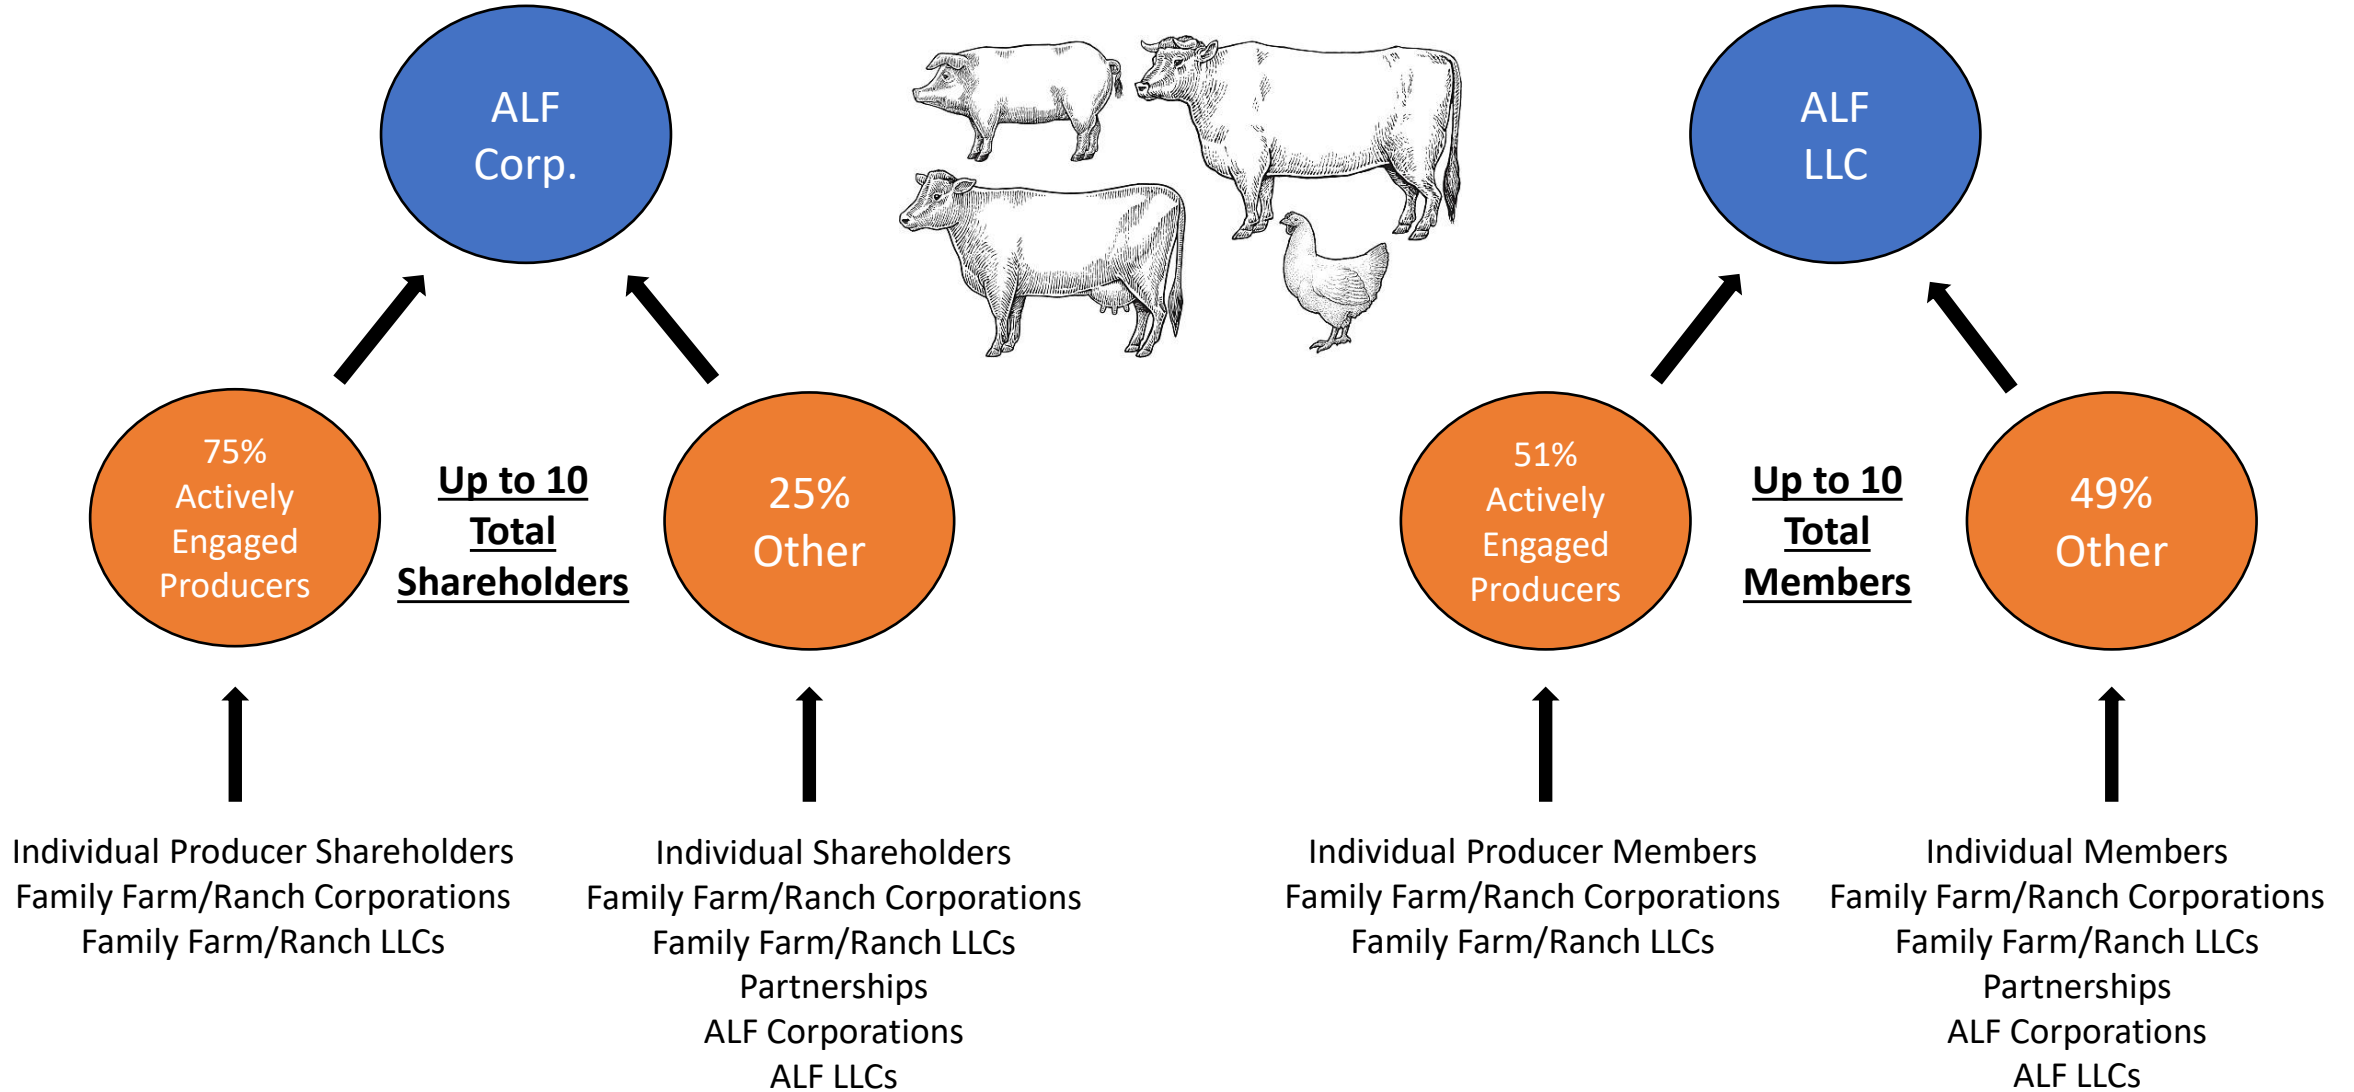 ALF
Corp.
ALF
LLC
75%
Actively
Engaged
Producers
Up to 10
Total
Shareholders
25%
Other
51%
Actively
Engaged
Producers
Up to 10
Total
Members
49%
Other
Individual Producer Shareholders
Family Farm/Ranch Corporations
Family Farm/Ranch LLCs
Individual Shareholders
Family Farm/Ranch Corporations
Family Farm/Ranch LLCs
Partnerships
ALF Corporations
ALF LLCs
Individual Producer Members
Family Farm/Ranch Corporations
Family Farm/Ranch LLCs
Individual Members
Family Farm/Ranch Corporations
Family Farm/Ranch LLCs
Partnerships
ALF Corporations
ALF LLCs